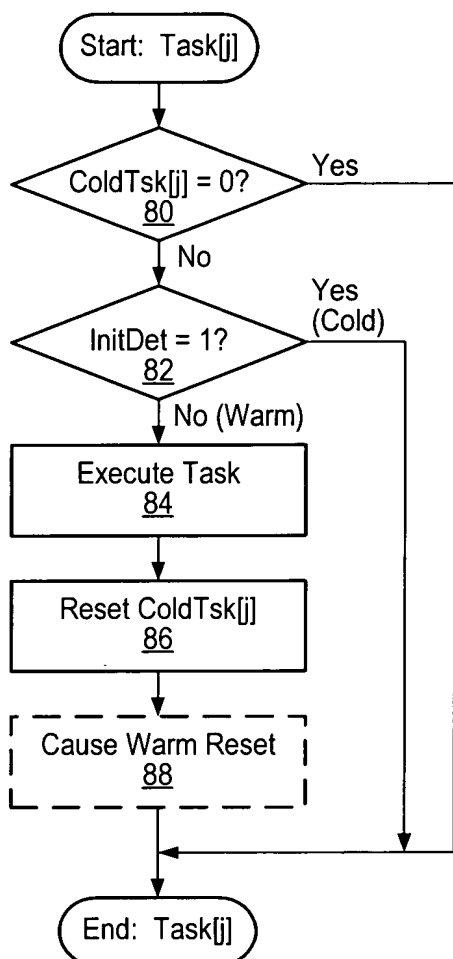 Start: Task[j]
ColdTsk[j] = 0?
80
Yes
No
InitDet = 1?
82
Yes
(Cold)
No (Warm)
Execute Task
84
Reset ColdTsk[j]
86
Cause Warm Reset
88
End: Task[j]